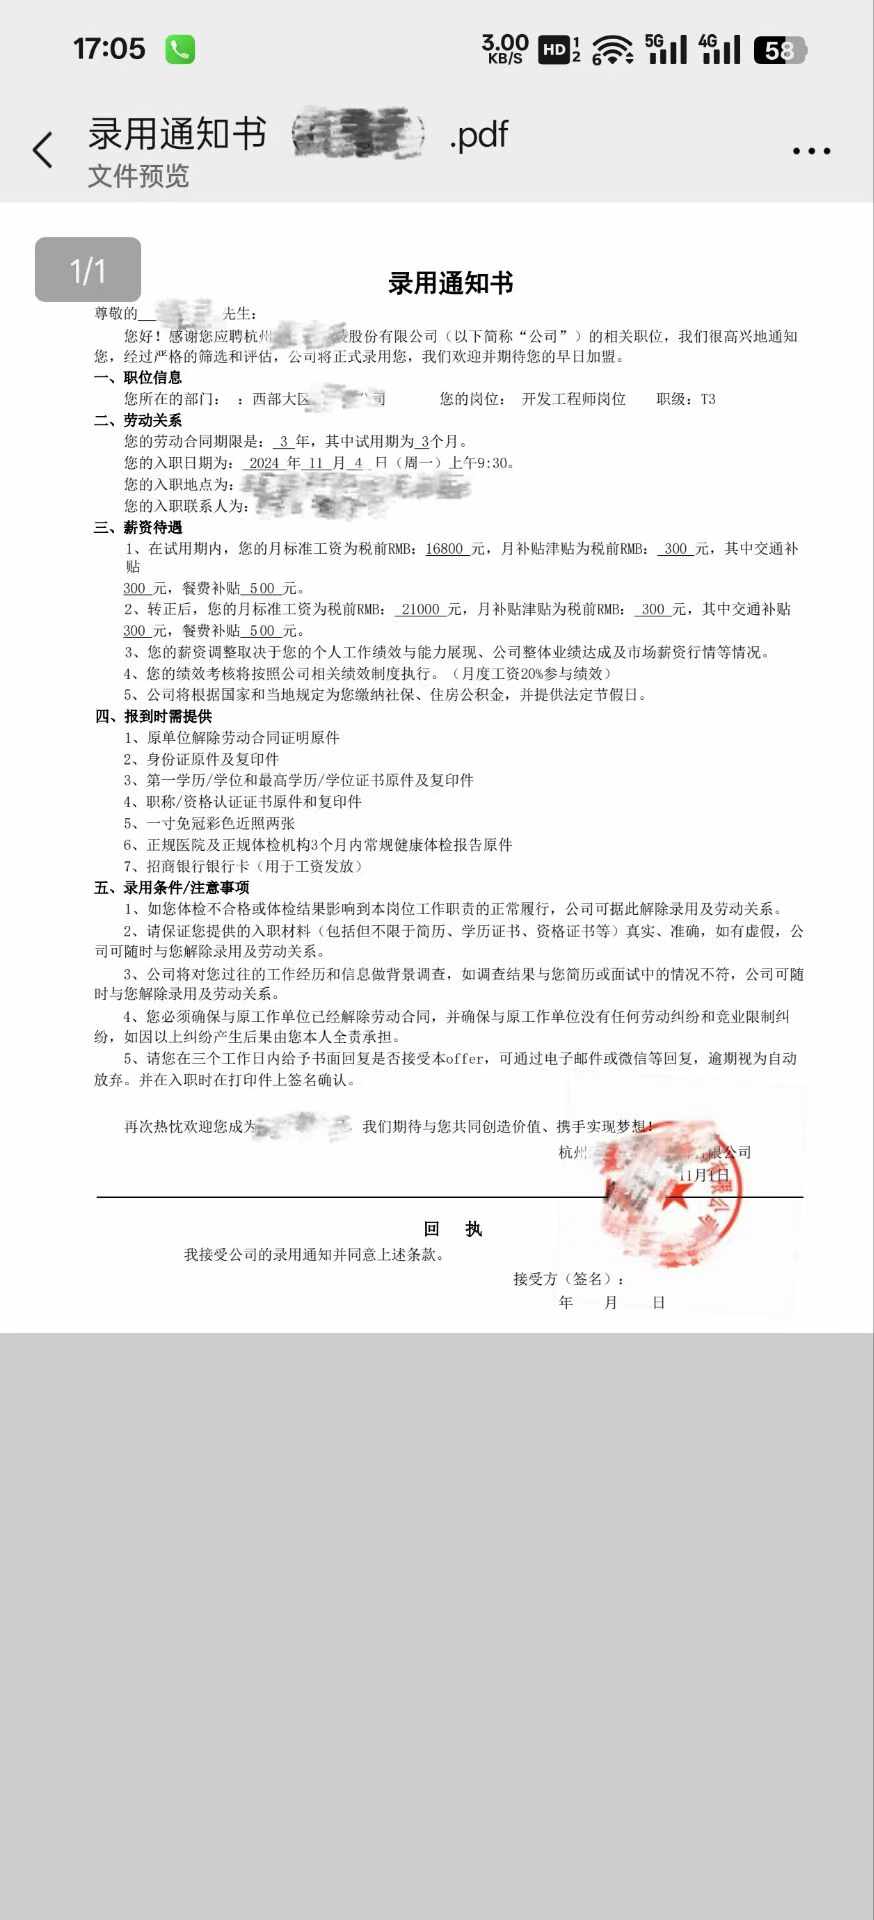 17:05
3.00 KB/S HD 1 2 6 5G 4G 58
录用通知书 .pdf
文件预览
1/1
录用通知书
尊敬的 先生：
您好！感谢您应聘杭州 股份有限公司（以下简称“公司”）的相关职位，我们很高兴地通知
您，经过严格的筛选和评估，公司将正式录用您，我们欢迎并期待您的早日加盟。
一、职位信息
您所在的部门： ：西部大区 公司 您的岗位： 开发工程师岗位 职级：T3
二、劳动关系
您的劳动合同期限是： 3 年，其中试用期为 3个月。
您的入职日期为： 2024 年 11 月 4 日（周一）上午9:30。
您的入职地点为：
您的入职联系人为：
三、薪资待遇
1、在试用期内，您的月标准工资为税前RMB：16800 元，月补贴津贴为税前RMB： 300 元，其中交通补
贴
300 元，餐费补贴 500 元。
2、转正后，您的月标准工资为税前RMB： 21000 元，月补贴津贴为税前RMB： 300 元，其中交通补贴
300 元，餐费补贴 500 元。
3、您的薪资调整取决于您的个人工作绩效与能力展现、公司整体业绩达成及市场薪资行情等情况。
4、您的绩效考核将按照公司相关绩效制度执行。（月度工资20%参与绩效）
5、公司将根据国家和当地规定为您缴纳社保、住房公积金，并提供法定节假日。
四、报到时需提供
1、原单位解除劳动合同证明原件
2、身份证原件及复印件
3、第一学历/学位和最高学历/学位证书原件及复印件
4、职称/资格认证证书原件和复印件
5、一寸免冠彩色近照两张
6、正规医院及正规体检机构3个月内常规健康体检报告原件
7、招商银行银行卡（用于工资发放）
五、录用条件/注意事项
1、如您体检不合格或体检结果影响到本岗位工作职责的正常履行，公司可据此解除录用及劳动关系。
2、请保证您提供的入职材料（包括但不限于简历、学历证书、资格证书等）真实、准确，如有虚假，公
司可随时与您解除录用及劳动关系。
3、公司将对您过往的工作经历和信息做背景调查，如调查结果与您简历或面试中的情况不符，公司可随
时与您解除录用及劳动关系。
4、您必须确保与原工作单位已经解除劳动合同，并确保与原工作单位没有任何劳动纠纷和竞业限制纠
纷，如因以上纠纷产生后果由您本人全责承担。
5、请您在三个工作日内给予书面回复是否接受本offer，可通过电子邮件或微信等回复，逾期视为自动
放弃。并在入职时在打印件上签名确认。
再次热忱欢迎您成为 我们期待与您共同创造价值、携手实现梦想！
杭州 有限公司
11月1日
有限公司
回 执
我接受公司的录用通知并同意上述条款。
接受方（签名）：
年 月 日